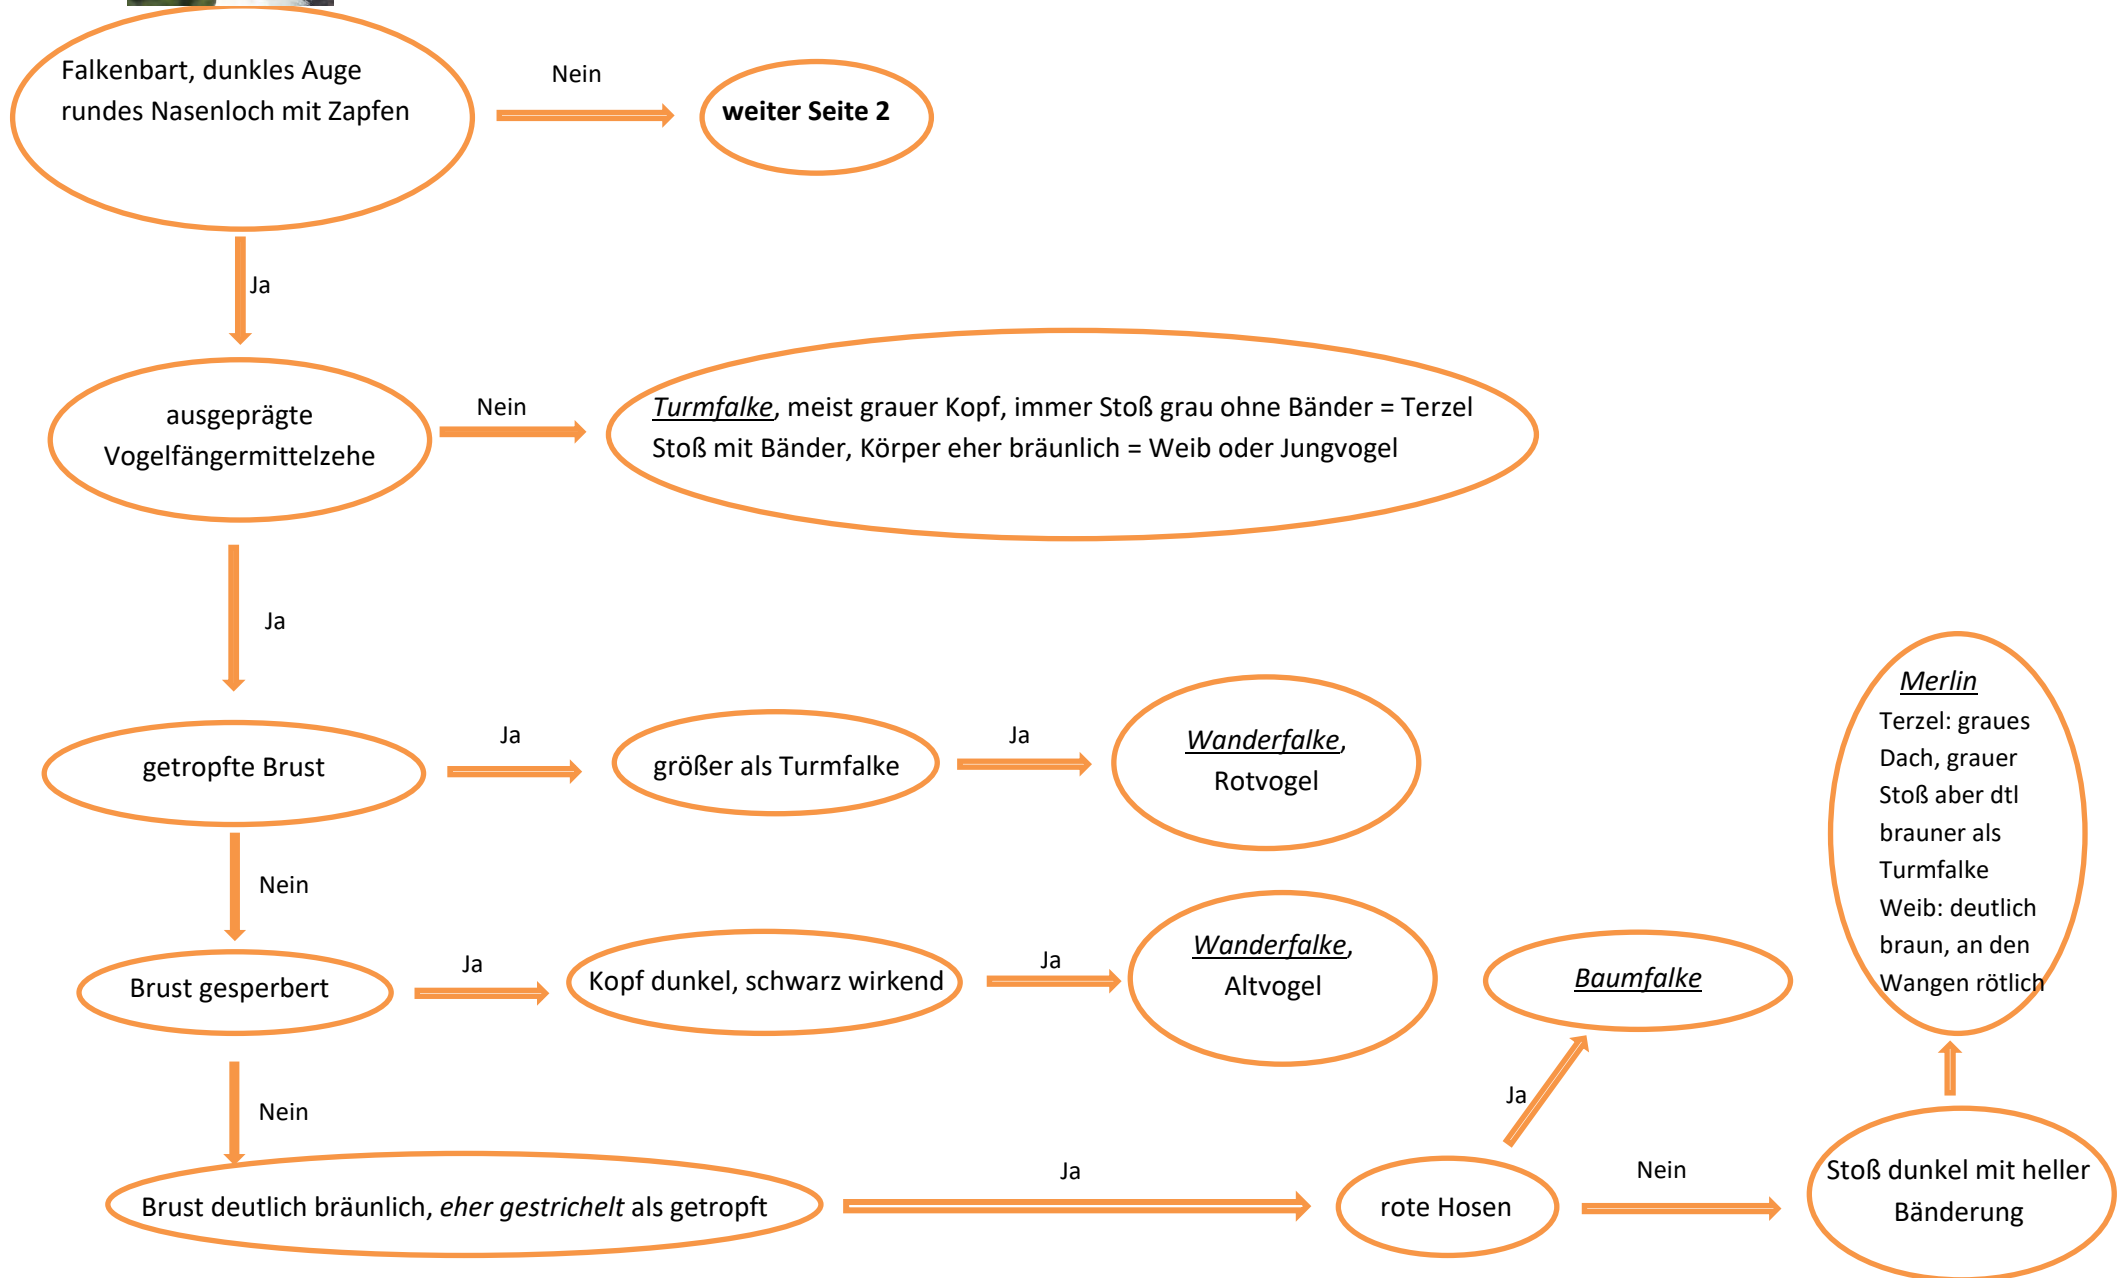 Falkenbart, dunkles Auge
rundes Nasenloch mit Zapfen
Nein
weiter Seite 2
Ja
ausgeprägte
Vogelfängermittelzehe
Nein
Turmfalke, meist grauer Kopf, immer Stoß grau ohne Bänder = Terzel
Stoß mit Bänder, Körper eher bräunlich = Weib oder Jungvogel
Ja
getropfte Brust
Ja
größer als Turmfalke
Ja
Wanderfalke,
Rotvogel
Nein
Brust gesperbert
Ja
Kopf dunkel, schwarz wirkend
Ja
Wanderfalke,
Altvogel
Nein
Brust deutlich bräunlich, eher gestrichelt als getropft
Ja
rote Hosen
Ja
Baumfalke
Nein
Stoß dunkel mit heller
Bänderung
Merlin
Terzel: graues
Dach, grauer
Stoß aber dtl
brauner als
Turmfalke
Weib: deutlich
braun, an den
Wangen rötlich